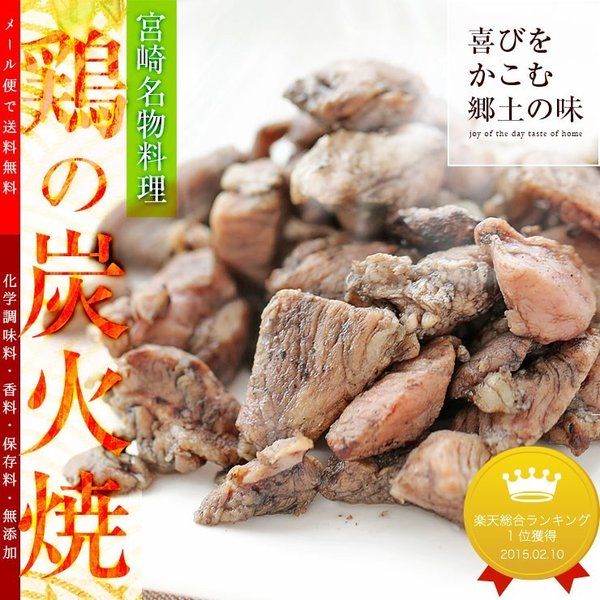 メール便で送料無料
化学調味料・香料・保存料・無添加
鶏の炭火焼
宮崎名物料理
喜びを
かこむ
郷土の味
joy of the day taste of home
楽天総合ランキング
1位獲得
2015.02.10